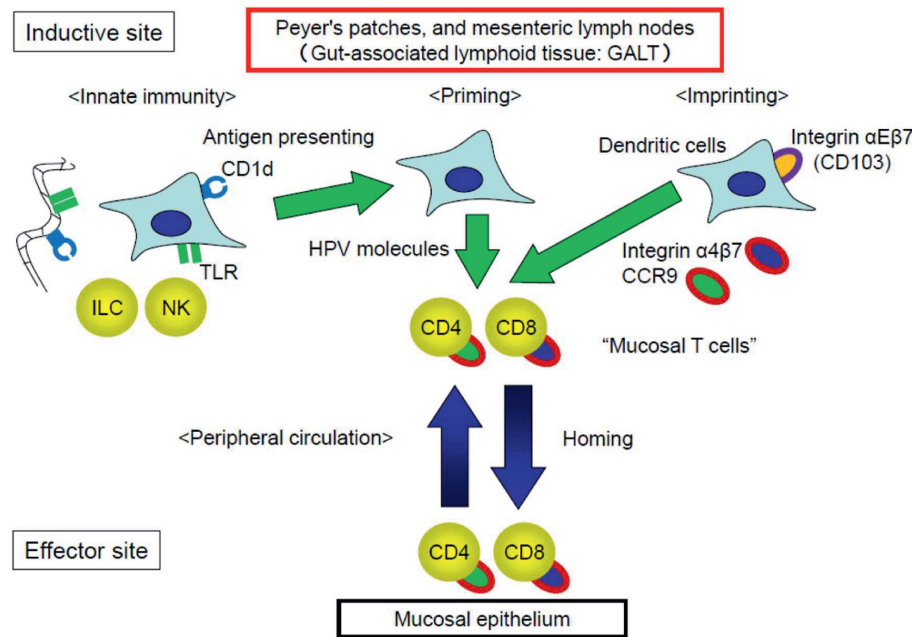 Inductive site
Peyer's patches, and mesenteric lymph nodes
(Gut-associated lymphoid tissue: GALT)
<Innate immunity>
<Priming>
<Imprinting>
Antigen presenting
CD1d
Dendritic cells
Integrin αEβ7
(CD103)
HPV molecules
TLR
Integrin α4β7
CCR9
ILC
NK
CD4
CD8
“Mucosal T cells”
<Peripheral circulation>
Homing
Effector site
CD4
CD8
Mucosal epithelium